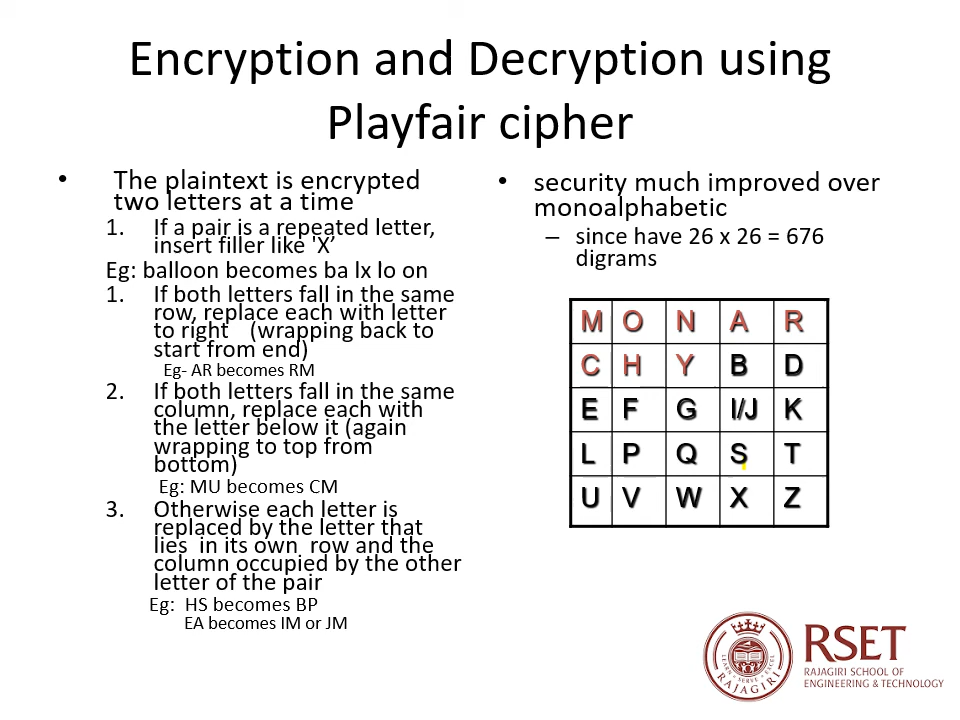 Encryption and Decryption using
Playfair cipher
• The plaintext is encrypted
two letters at a time
1. If a pair is a repeated letter,
insert filler like 'X’
Eg: balloon becomes ba lx lo on
1. If both letters fall in the same
row, replace each with letter
to right (wrapping back to
start from end)
Eg- AR becomes RM
2. If both letters fall in the same
column, replace each with
the letter below it (again
wrapping to top from
bottom)
Eg: MU becomes CM
3. Otherwise each letter is
replaced by the letter that
lies in its own row and the
column occupied by the other
letter of the pair
Eg: HS becomes BP
EA becomes IM or JM
• security much improved over
monoalphabetic
– since have 26 x 26 = 676
digrams
M O N A R
C H Y B D
E F G I/J K
L P Q S T
U V W X Z
RSET
RAJAGIRI SCHOOL OF
ENGINEERING & TECHNOLOGY
LEARN SERVE EXCEL
RAJAGIRI